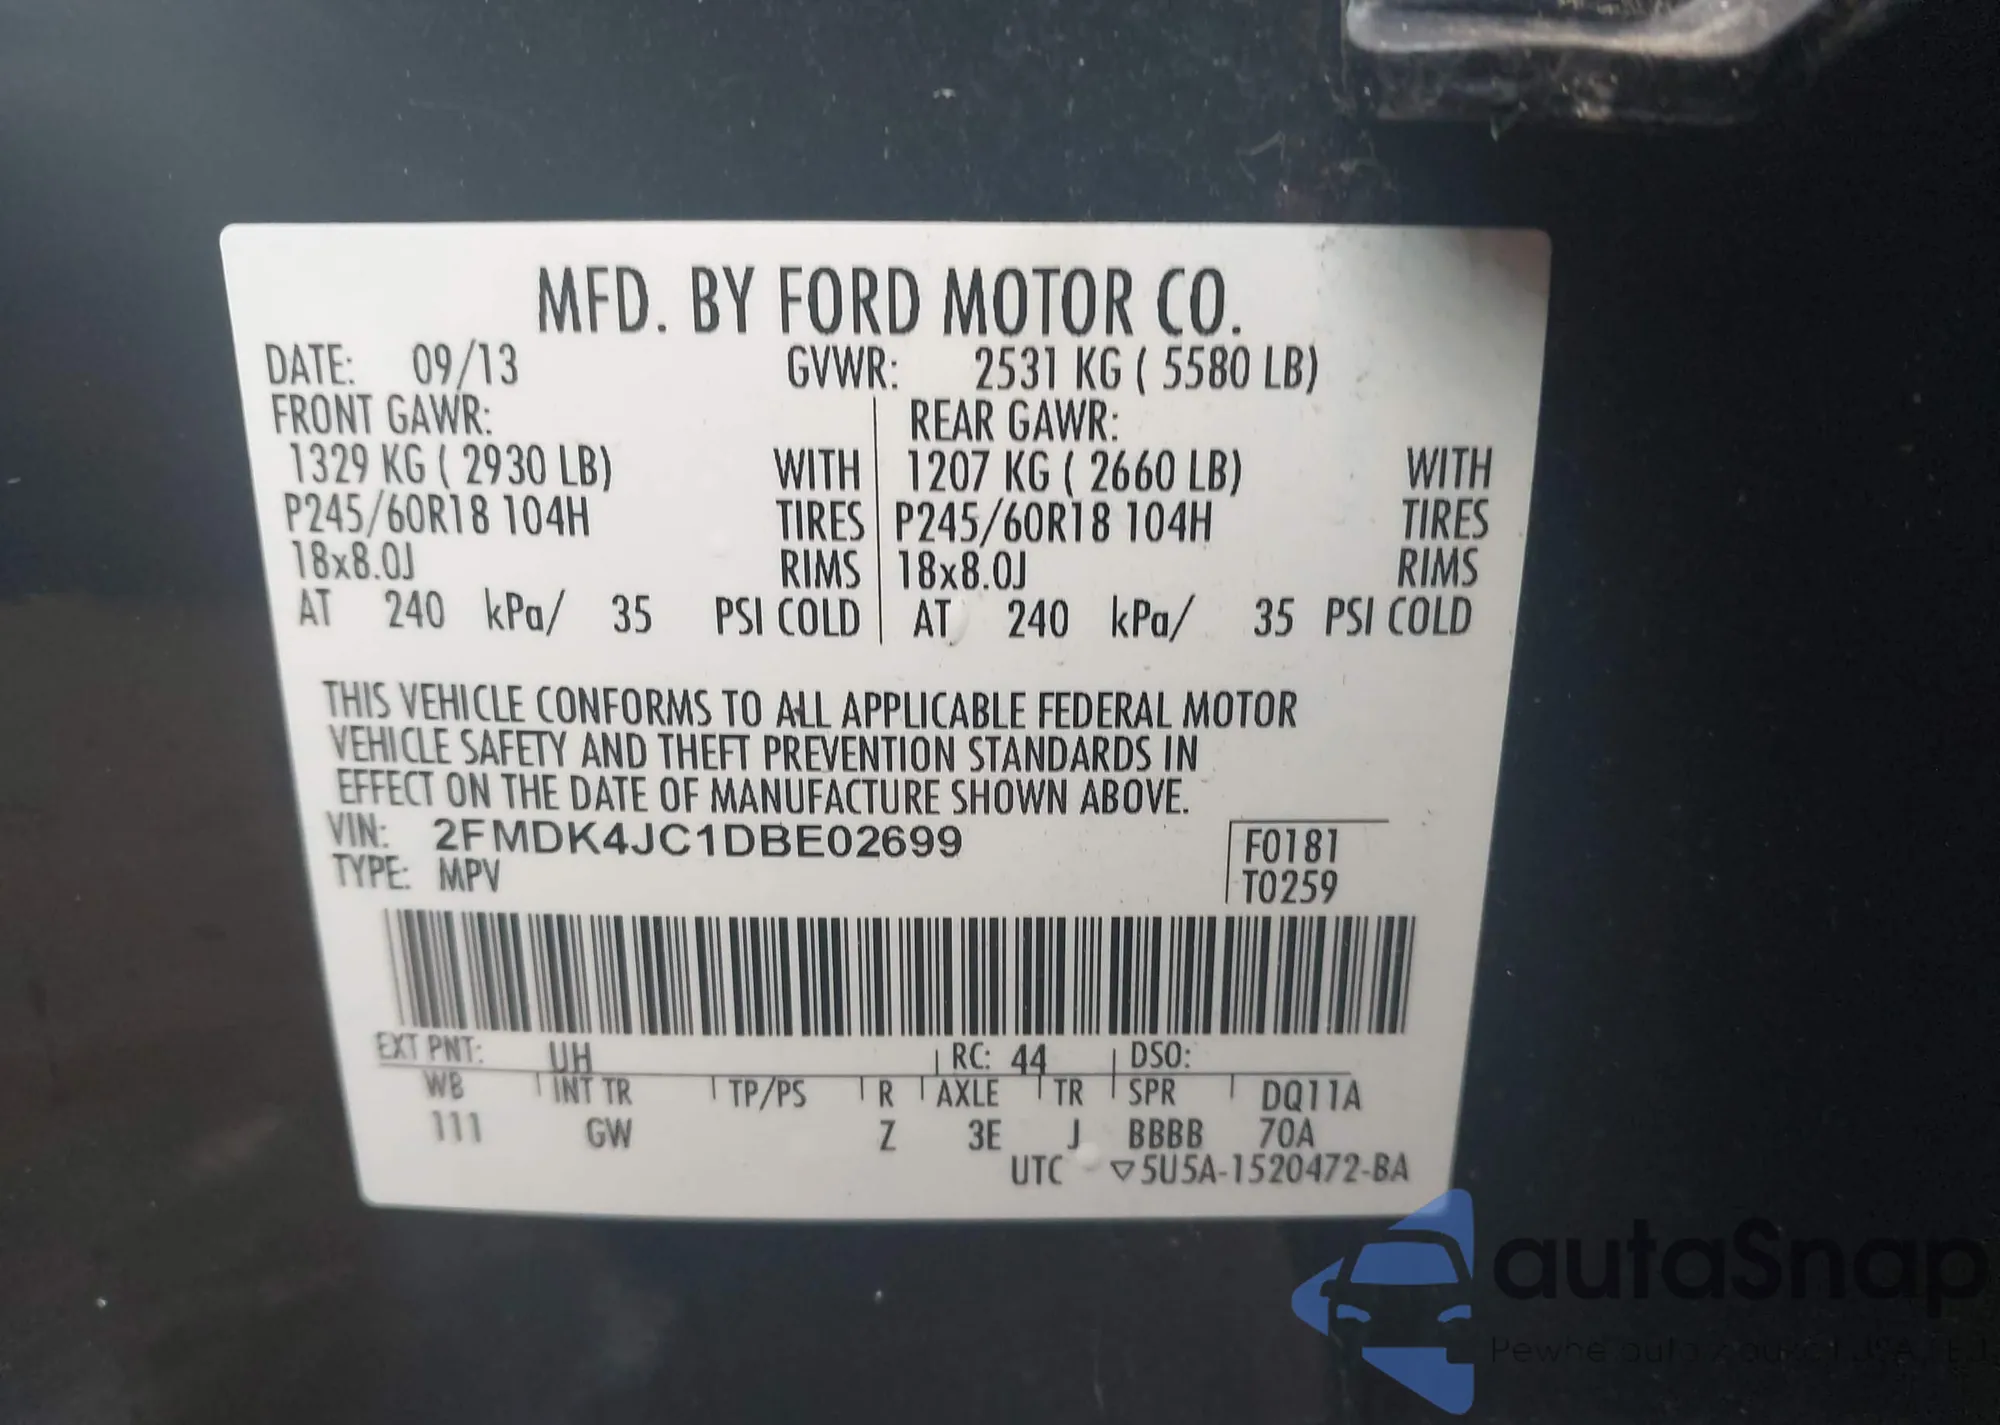 MFD. BY FORD MOTOR CO.
DATE: 09/13 GVWR: 2531 KG ( 5580 LB)
FRONT GAWR: REAR GAWR:
1329 KG ( 2930 LB) WITH 1207 KG ( 2660 LB) WITH
P245/60R18 104H TIRES P245/60R18 104H TIRES
18x8.0J RIMS 18x8.0J RIMS
AT 240 kPa/ 35 PSI COLD AT 240 kPa/ 35 PSI COLD
THIS VEHICLE CONFORMS TO ALL APPLICABLE FEDERAL MOTOR
VEHICLE SAFETY AND THEFT PREVENTION STANDARDS IN
EFFECT ON THE DATE OF MANUFACTURE SHOWN ABOVE.
VIN: 2FMDK4JC1DBE02699 F0181
TYPE: MPV T0259
EXT PNT: UH RC: 44 DSO:
WB INT TR TP/PS R AXLE TR SPR DQ11A
111 GW Z 3E J BBBB 70A
UTC ▽5U5A-1520472-BA
autaSnap
Pewne auta z aukcji USA